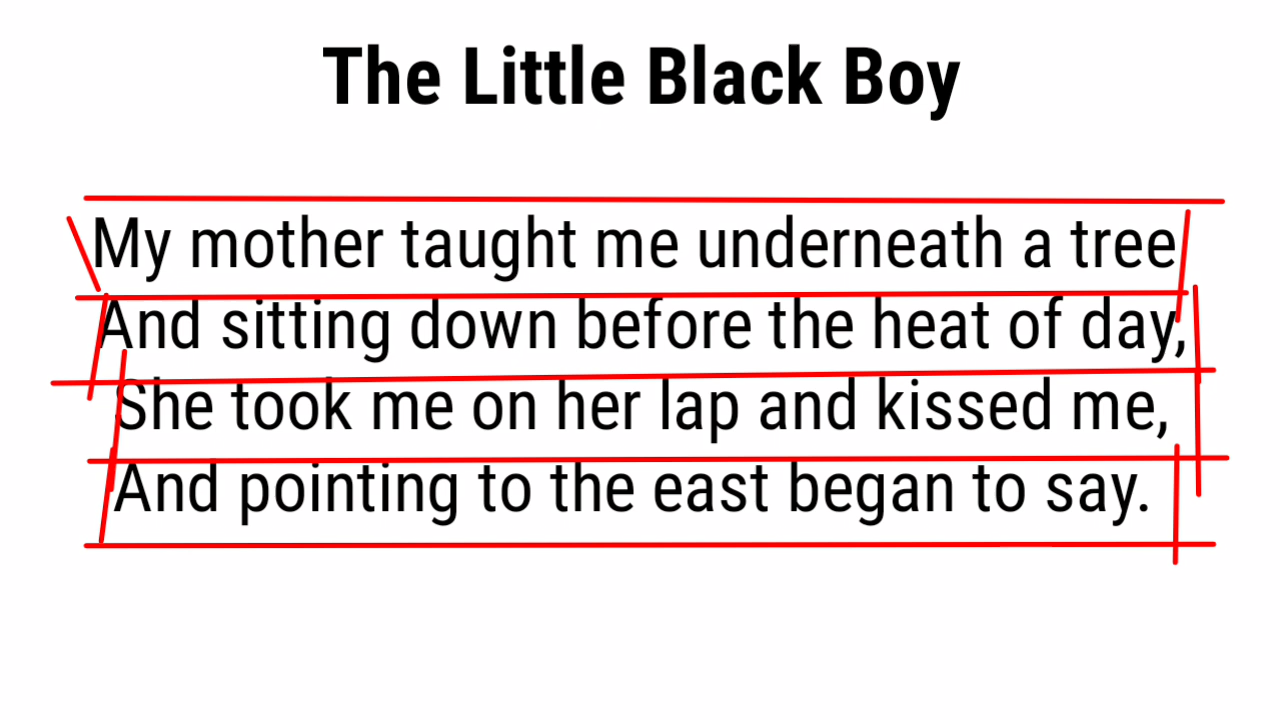 The Little Black Boy
My mother taught me underneath a tree
And sitting down before the heat of day,
She took me on her lap and kissed me,
And pointing to the east began to say.